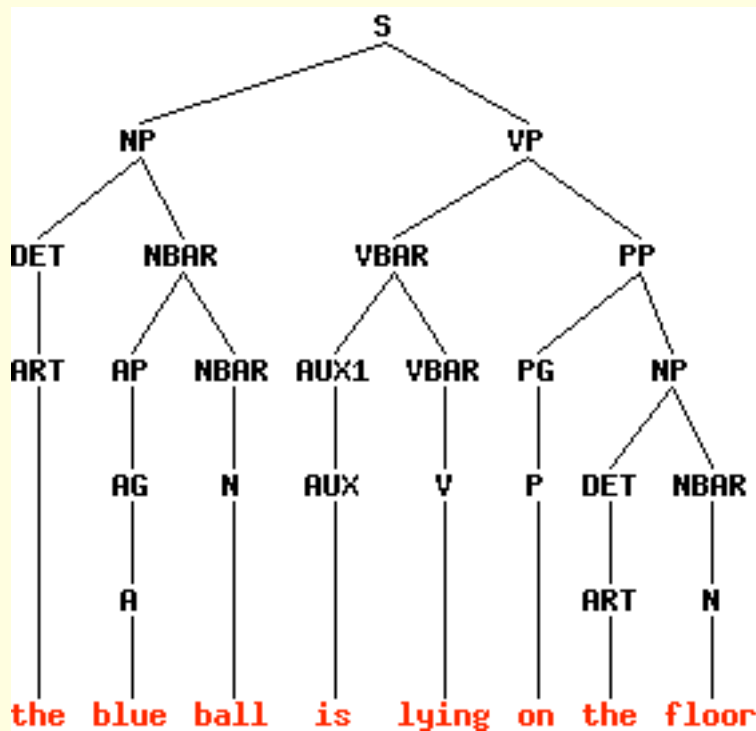 S
NP VP
DET NBAR VBAR PP
ART AP NBAR AUX1 VBAR PG NP
AG N AUX V P DET NBAR
A ART N
the blue ball is lying on the floor